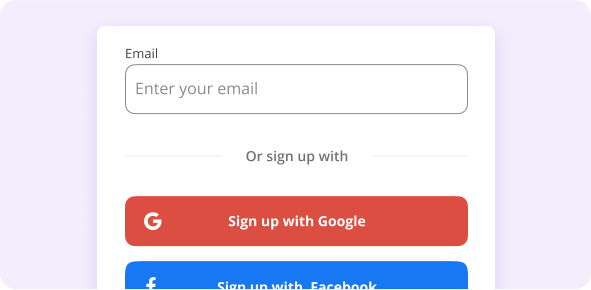 Email
Enter your email
Or sign up with
Sign up with Google
Sign up with Facebook